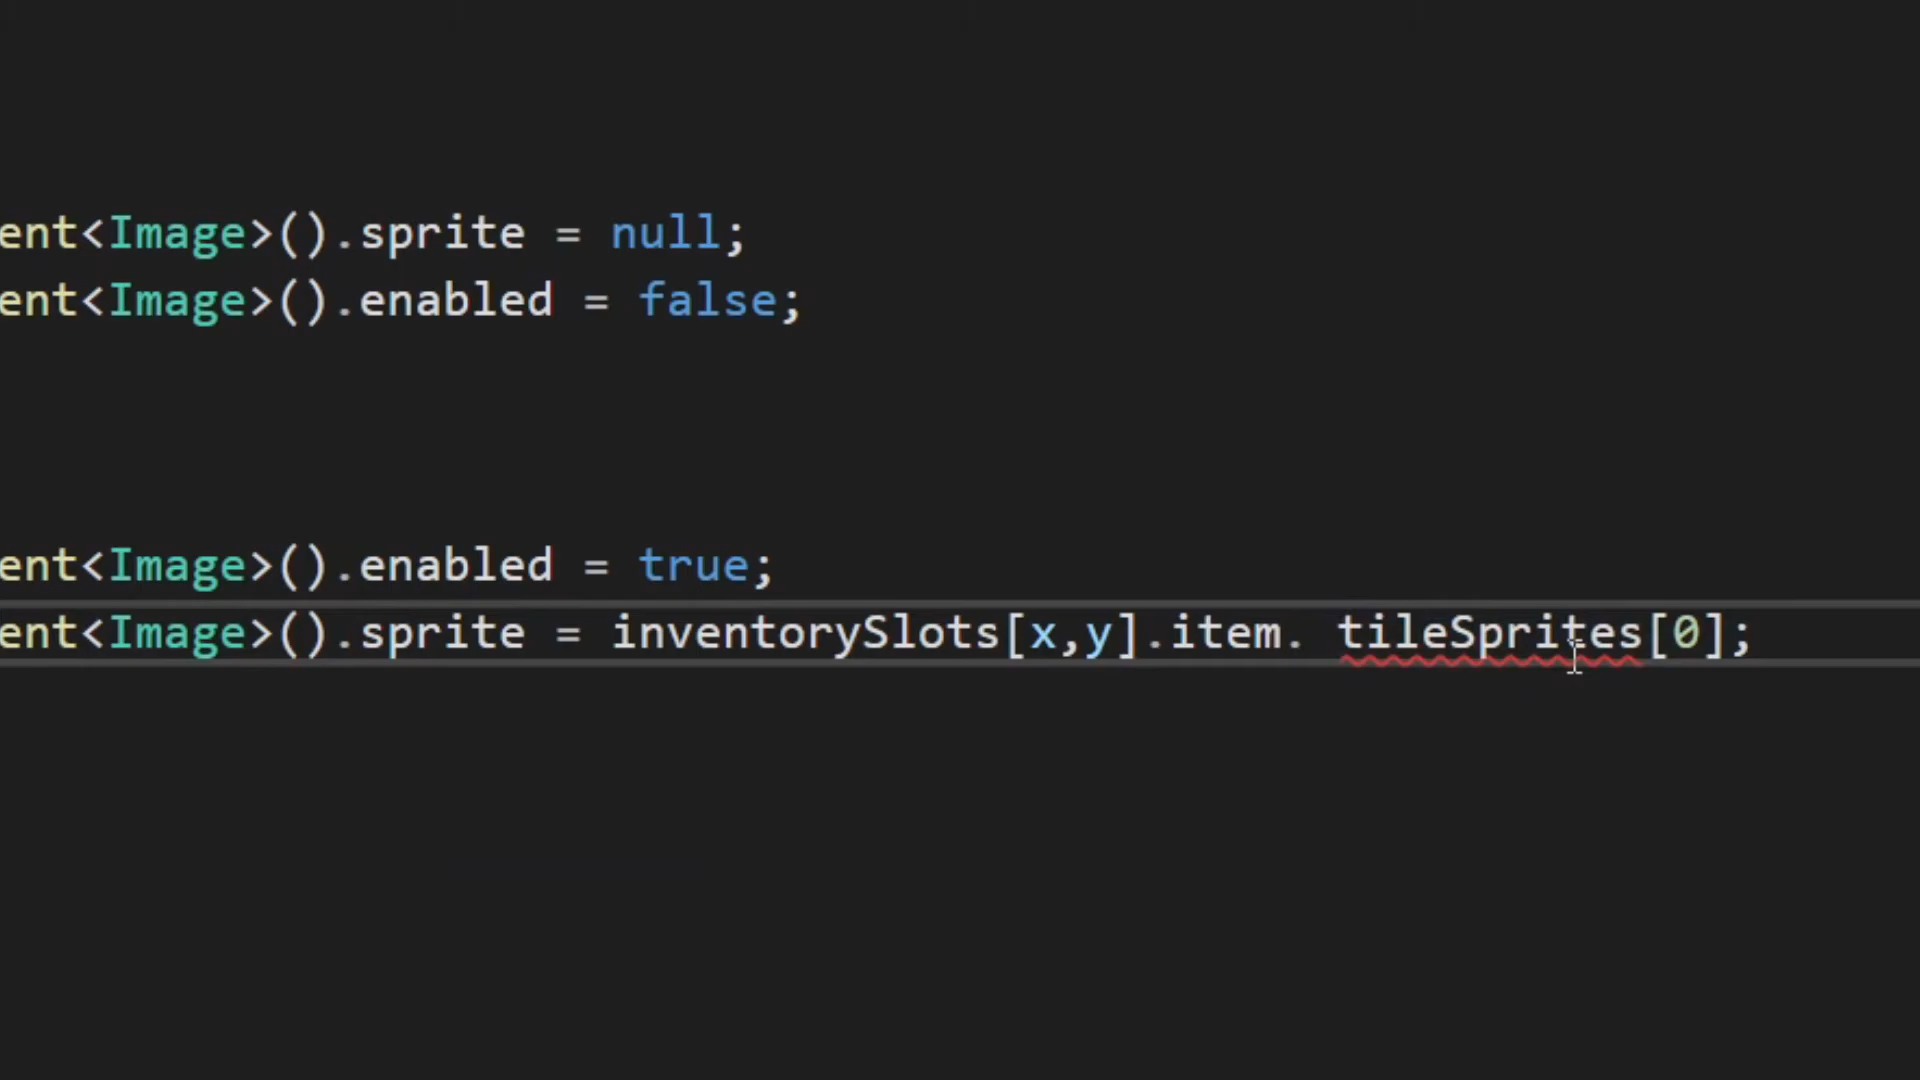 ent<Image>().sprite = null;
ent<Image>().enabled = false;
ent<Image>().enabled = true;
ent<Image>().sprite = inventorySlots[x,y].item. tileSprites[0];